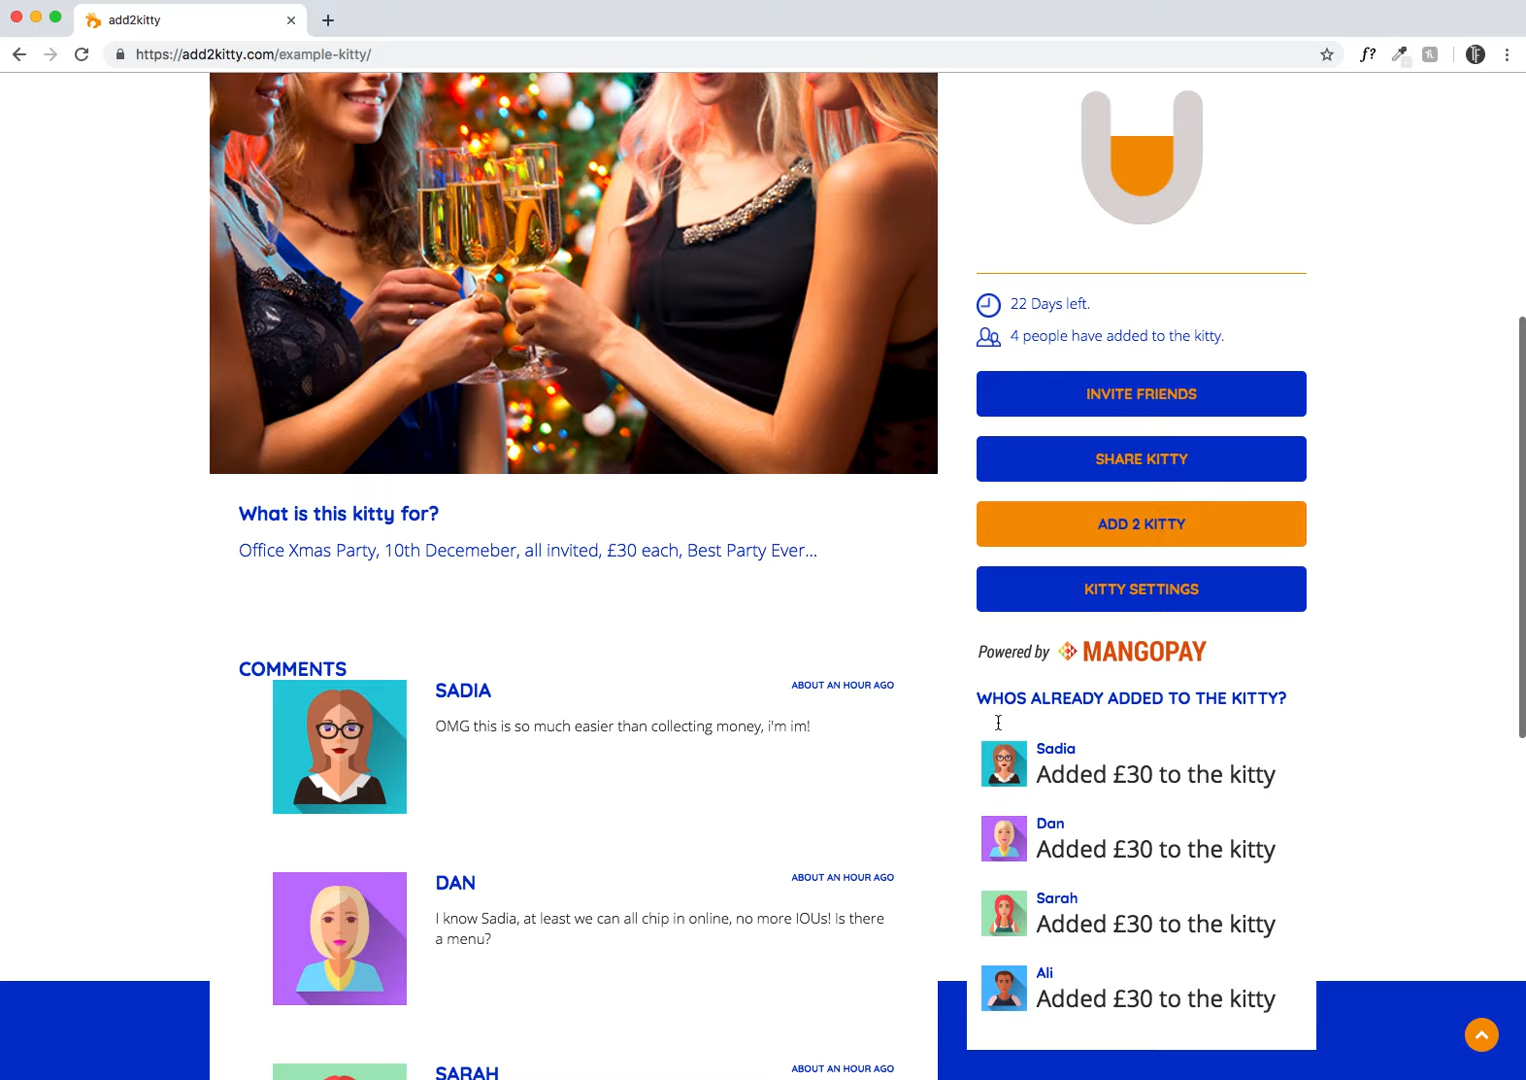 add2kitty
https://add2kitty.com/example-kitty/
f?
22 Days left.
4 people have added to the kitty.
INVITE FRIENDS
SHARE KITTY
ADD 2 KITTY
KITTY SETTINGS
Powered by MANGOPAY
What is this kitty for?
Office Xmas Party, 10th Decemeber, all invited, £30 each, Best Party Ever...
COMMENTS
SADIA
ABOUT AN HOUR AGO
OMG this is so much easier than collecting money, i'm im!
DAN
ABOUT AN HOUR AGO
I know Sadia, at least we can all chip in online, no more IOUs! Is there
a menu?
SARAH
ABOUT AN HOUR AGO
WHOS ALREADY ADDED TO THE KITTY?
Sadia
Added £30 to the kitty
Dan
Added £30 to the kitty
Sarah
Added £30 to the kitty
Ali
Added £30 to the kitty